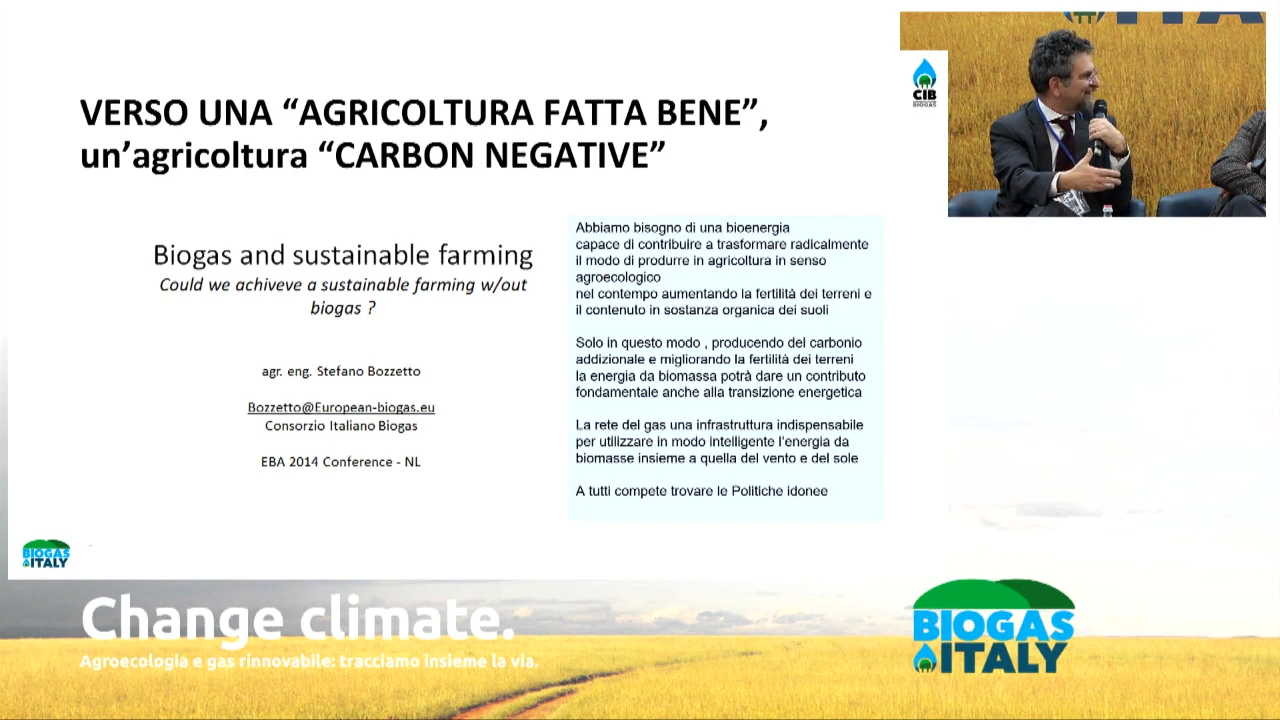 VERSO UNA “AGRICOLTURA FATTA BENE”,
un’agricoltura “CARBON NEGATIVE”
Biogas and sustainable farming
Could we achiveve a sustainable farming w/out
biogas ?
agr. eng. Stefano Bozzetto
Bozzetto@European-biogas.eu
Consorzio Italiano Biogas
EBA 2014 Conference - NL
Abbiamo bisogno di una bioenergia
capace di contribuire a trasformare radicalmente
il modo di produrre in agricoltura in senso
agroecologico
nel contempo aumentando la fertilità dei terreni e
il contenuto in sostanza organica dei suoli
Solo in questo modo , producendo del carbonio
addizionale e migliorando la fertilità dei terreni
la energia da biomassa potrà dare un contributo
fondamentale anche alla transizione energetica
La rete del gas una infrastruttura indispensabile
per utilizzare in modo intelligente l’energia da
biomasse insieme a quella del vento e del sole
A tutti compete trovare le Politiche idonee
CIB
BIOGAS
ITALY
Change climate.
Agroecologia e gas rinnovabile: tracciamo insieme la via.
BIOGAS
ITALY